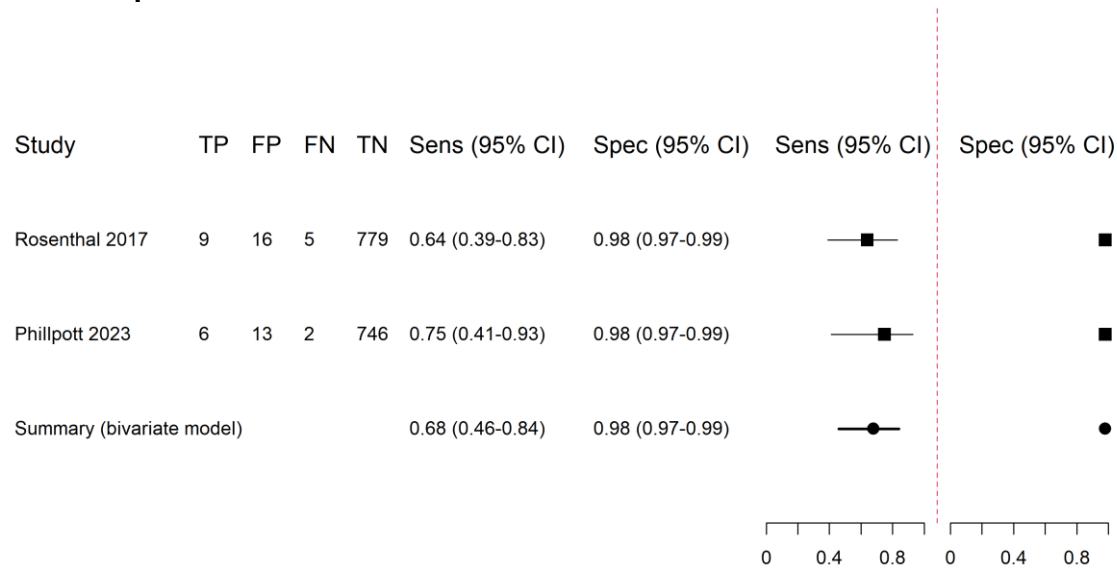 Study TP FP FN TN Sens (95% CI) Spec (95% CI) Sens (95% CI) Spec (95% CI)
Rosenthal 2017 9 16 5 779 0.64 (0.39-0.83) 0.98 (0.97-0.99)
Phillpott 2023 6 13 2 746 0.75 (0.41-0.93) 0.98 (0.97-0.99)
Summary (bivariate model) 0.68 (0.46-0.84) 0.98 (0.97-0.99)
0 0.4 0.8 0 0.4 0.8